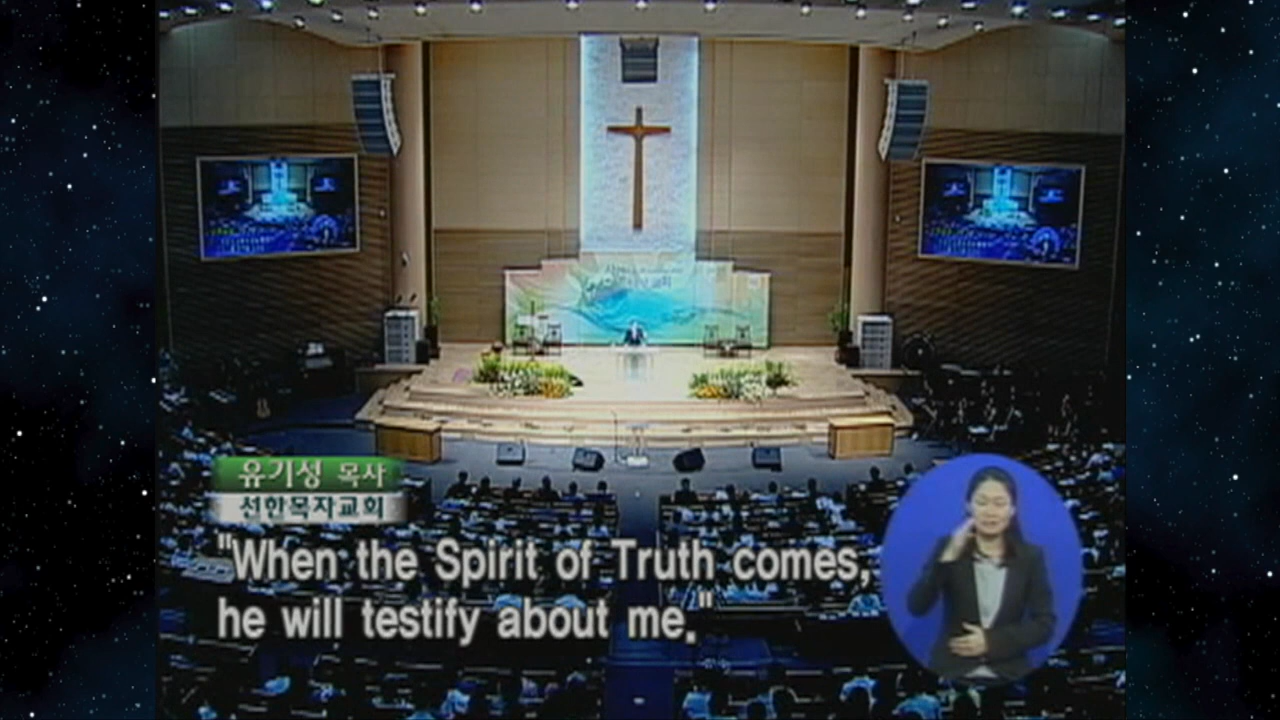 유기성 목사
선한목자교회
"When the Spirit of Truth comes,
he will testify about me."